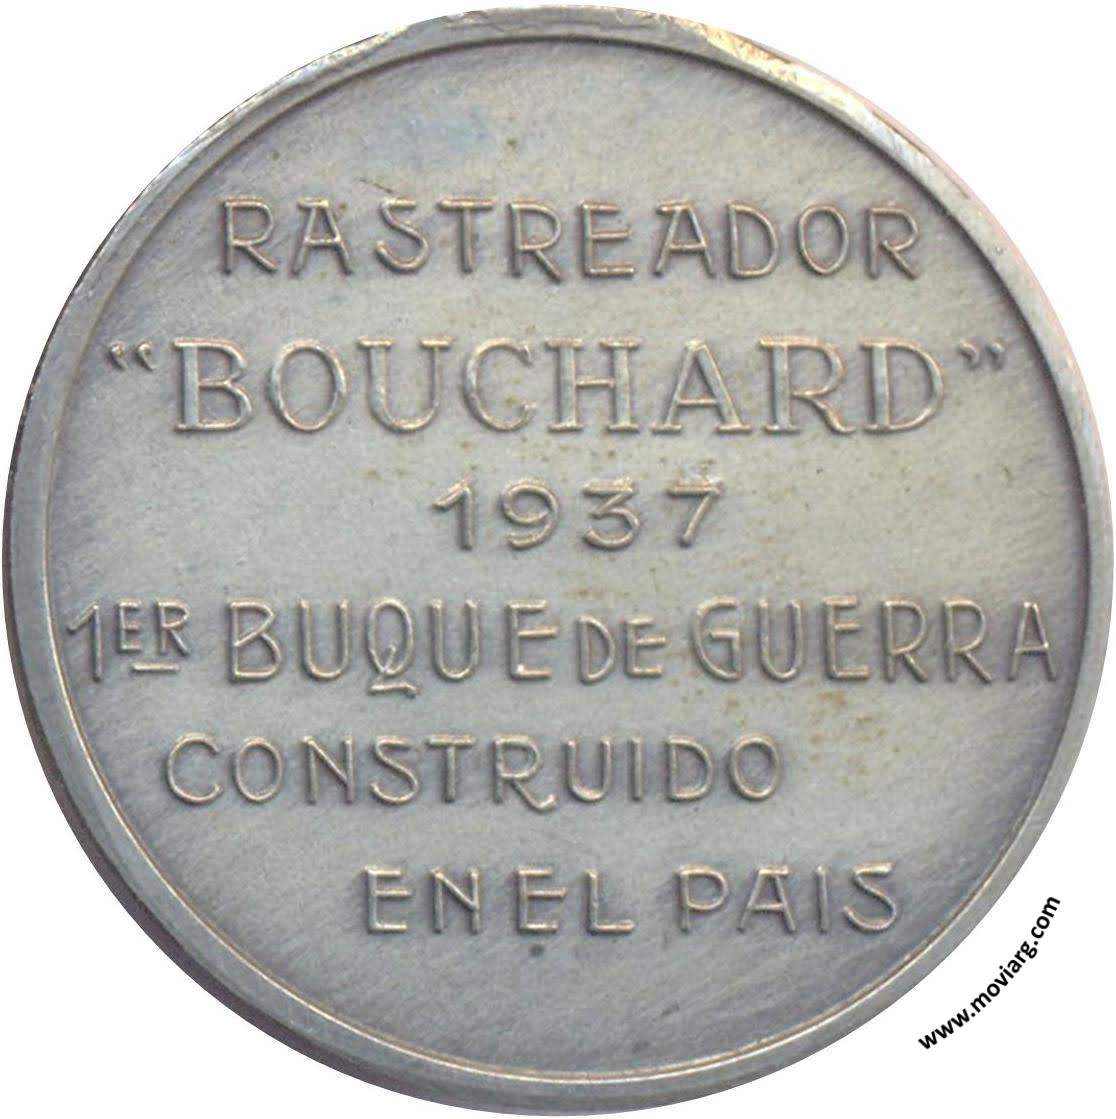 RASTREADOR
"BOUCHARD"
1937
1ER BUQUE DE GUERRA
CONSTRUIDO
EN EL PAIS
www.moviarg.com